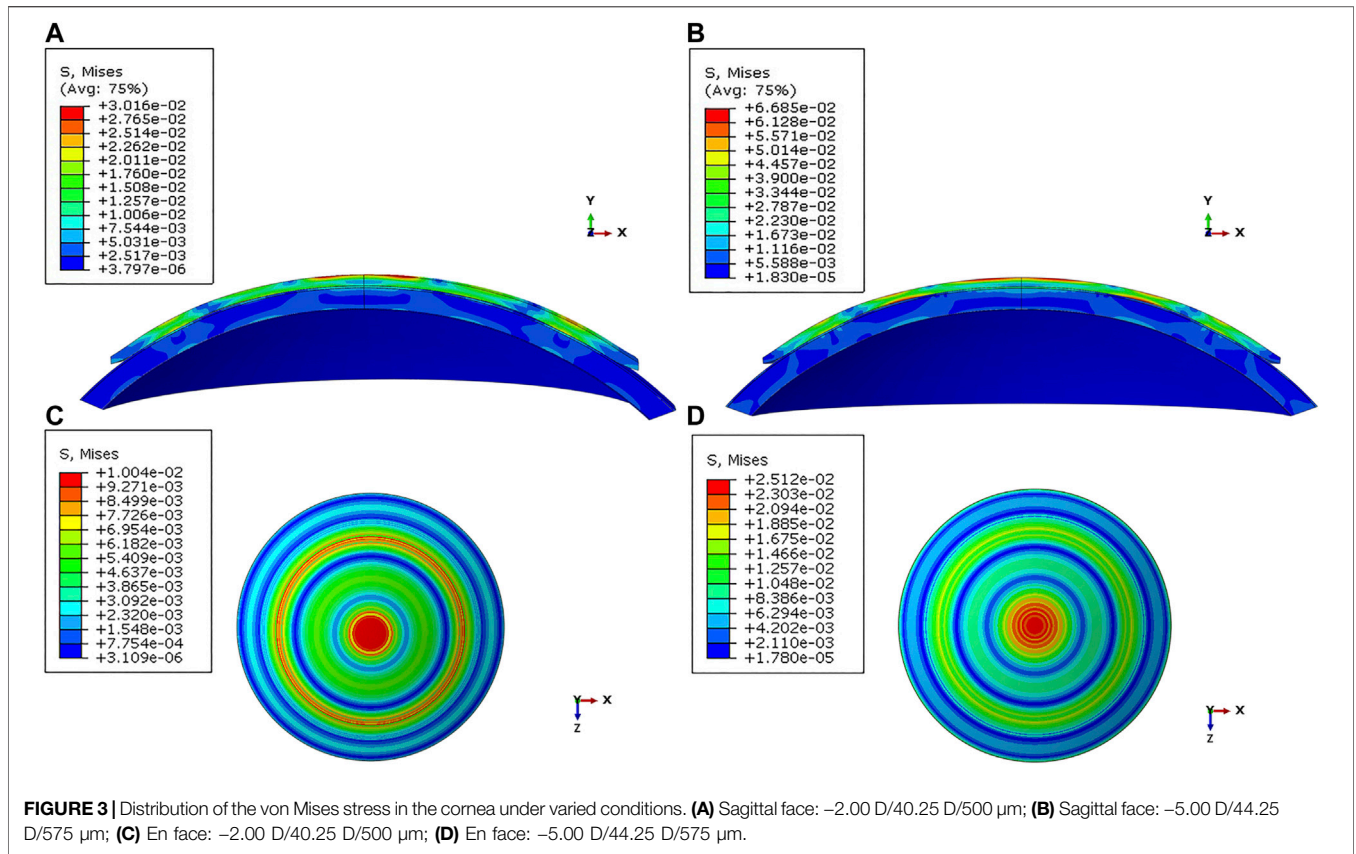 A
S, Mises
(Avg: 75%)
+3.016e-02
+2.765e-02
+2.514e-02
+2.262e-02
+2.011e-02
+1.760e-02
+1.508e-02
+1.257e-02
+1.006e-02
+7.544e-03
+5.031e-03
+2.517e-03
+3.797e-06
Y
Z X
B
S, Mises
(Avg: 75%)
+6.685e-02
+6.128e-02
+5.571e-02
+5.014e-02
+4.457e-02
+3.900e-02
+3.344e-02
+2.787e-02
+2.230e-02
+1.673e-02
+1.116e-02
+5.588e-03
+1.830e-05
Y
Z X
C
S, Mises
+1.004e-02
+9.271e-03
+8.499e-03
+7.726e-03
+6.954e-03
+6.182e-03
+5.409e-03
+4.637e-03
+3.865e-03
+3.092e-03
+2.320e-03
+1.548e-03
+7.754e-04
+3.109e-06
Y X
Z
D
S, Mises
+2.512e-02
+2.303e-02
+2.094e-02
+1.885e-02
+1.675e-02
+1.466e-02
+1.257e-02
+1.048e-02
+8.386e-03
+6.294e-03
+4.202e-03
+2.110e-03
+1.780e-05
Y X
Z
FIGURE 3 | Distribution of the von Mises stress in the cornea under varied conditions. (A) Sagittal face: −2.00 D/40.25 D/500 μm; (B) Sagittal face: −5.00 D/44.25
D/575 μm; (C) En face: −2.00 D/40.25 D/500 μm; (D) En face: −5.00 D/44.25 D/575 μm.